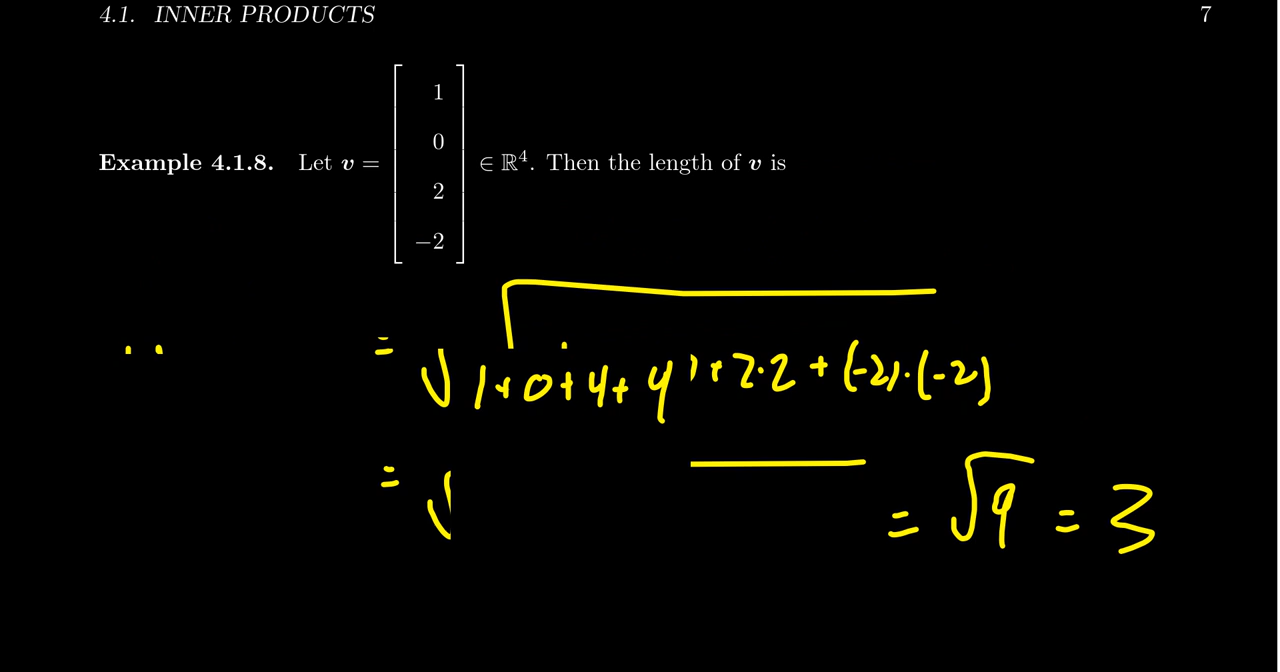 4.1. INNER PRODUCTS 7
Example 4.1.8. Let v = [1 0 2 −2] ∈ ℝ⁴. Then the length of v is
= √1+0+4+4 + 2·2 + (-2)·(-2)
= √ = √9 = 3